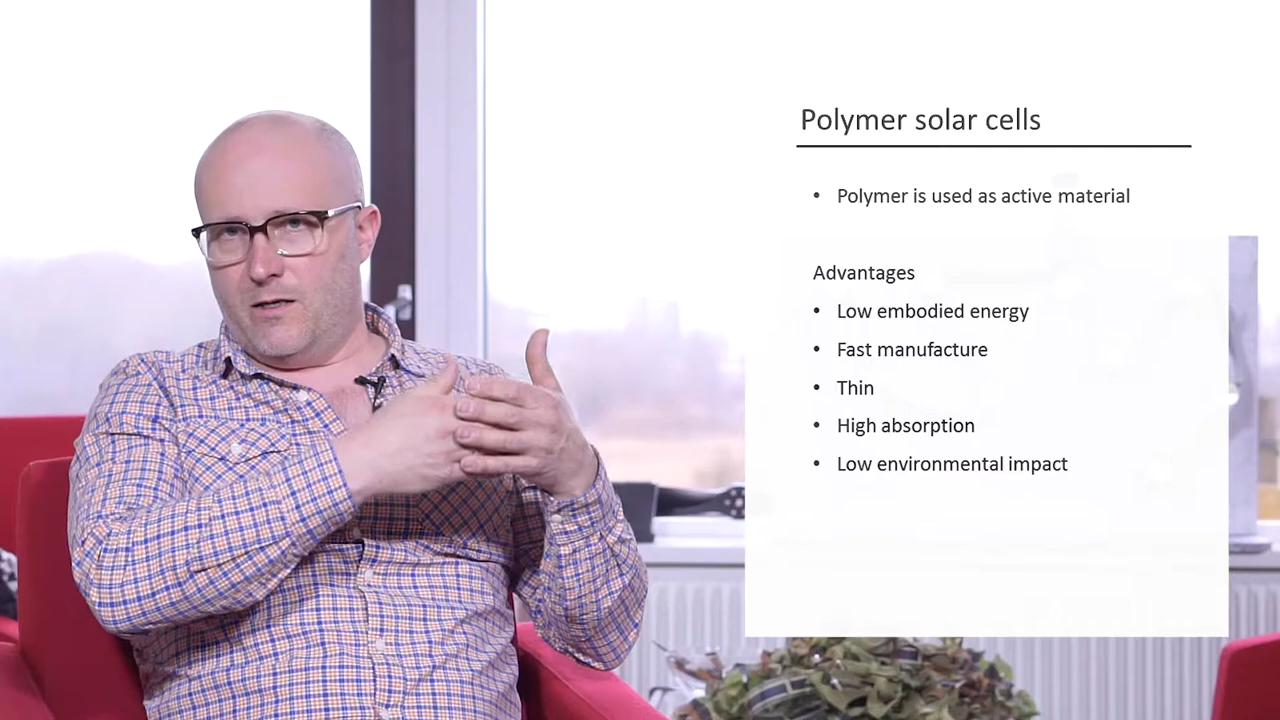 Polymer solar cells
• Polymer is used as active material
Advantages
• Low embodied energy
• Fast manufacture
• Thin
• High absorption
• Low environmental impact